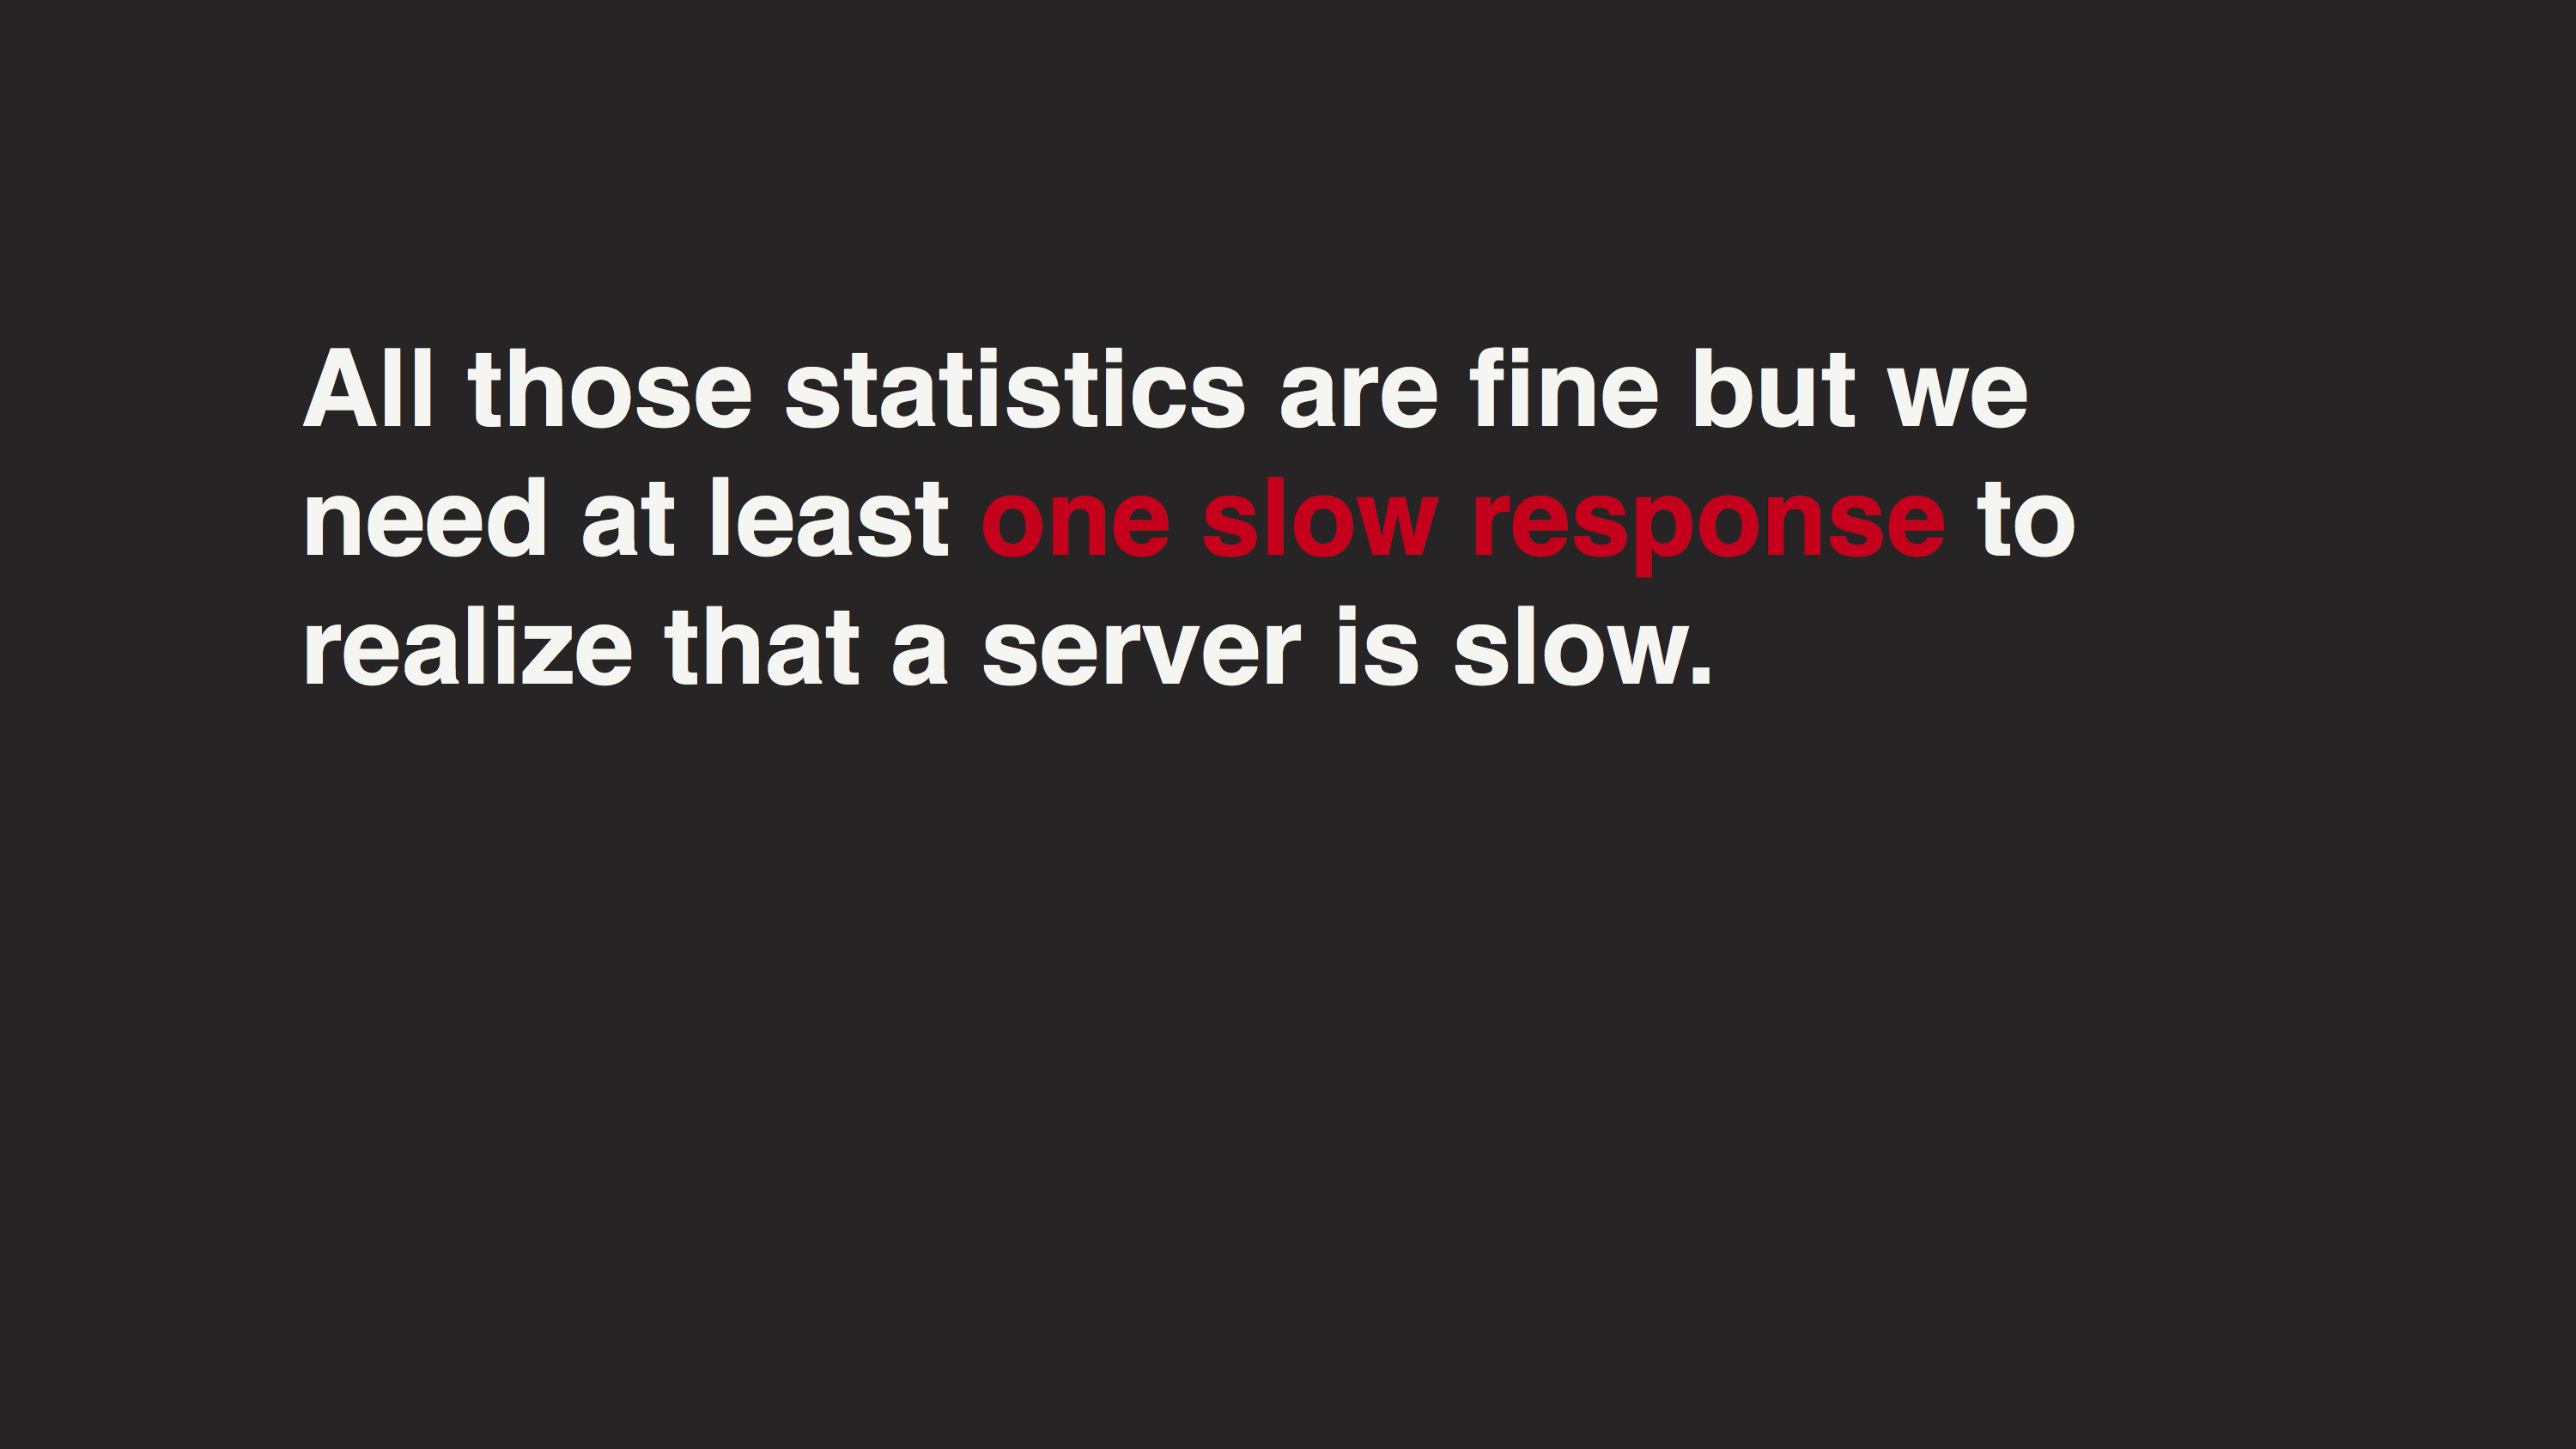 All those statistics are fine but we
need at least one slow response to
realize that a server is slow.